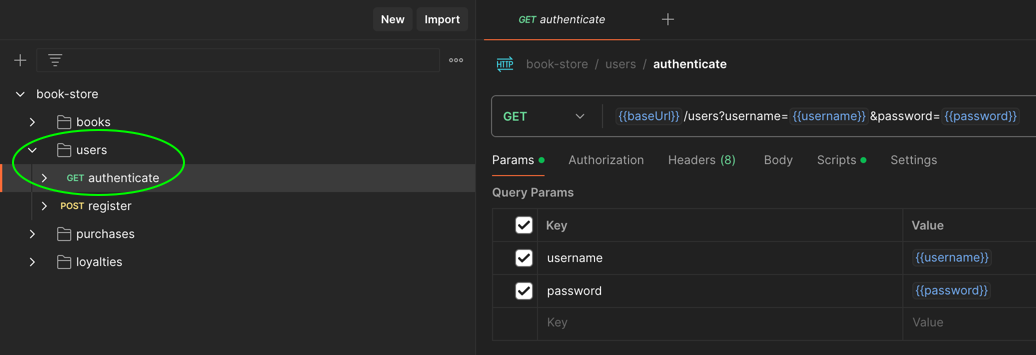 New Import
book-store
books
users
GET authenticate
POST register
purchases
loyalties
GET authenticate
HTTP book-store / users / authenticate
GET {{baseUrl}} /users?username= {{username}} &password= {{password}}
Params Authorization Headers (8) Body Scripts Settings
Query Params
Key Value
username {{username}}
password {{password}}
Key Value